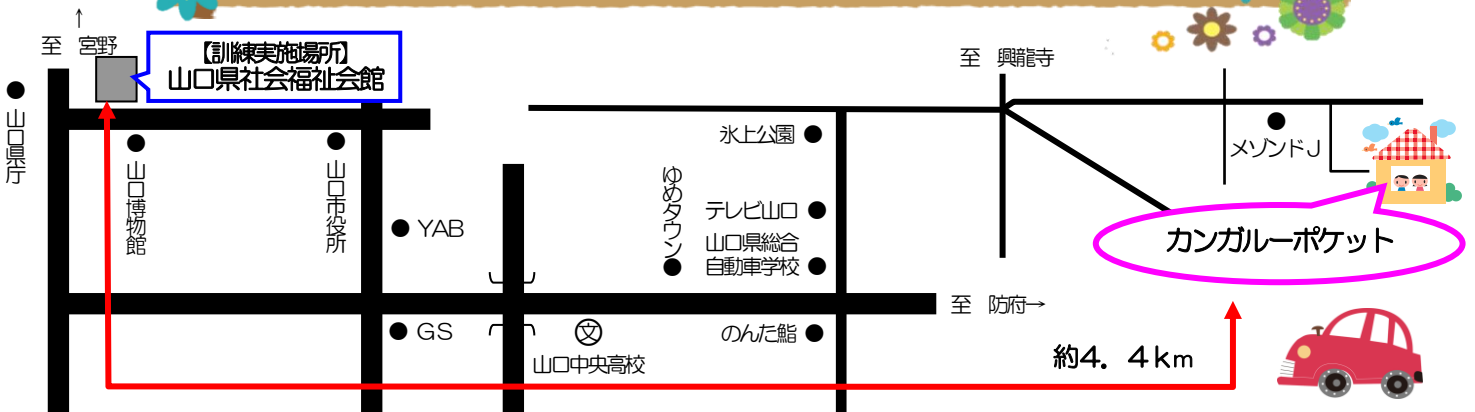 ↑
至 宮野
【訓練実施場所】
山口県社会福祉会館
山口県庁
山口博物館
山口市役所
YAB
GS
文
山口中央高校
ゆめタウン
氷上公園
テレビ山口
山口県総合
自動車学校
のんた鮨
至 防府→
至 興龍寺
メゾンドJ
カンガルーポケット
約4．4km